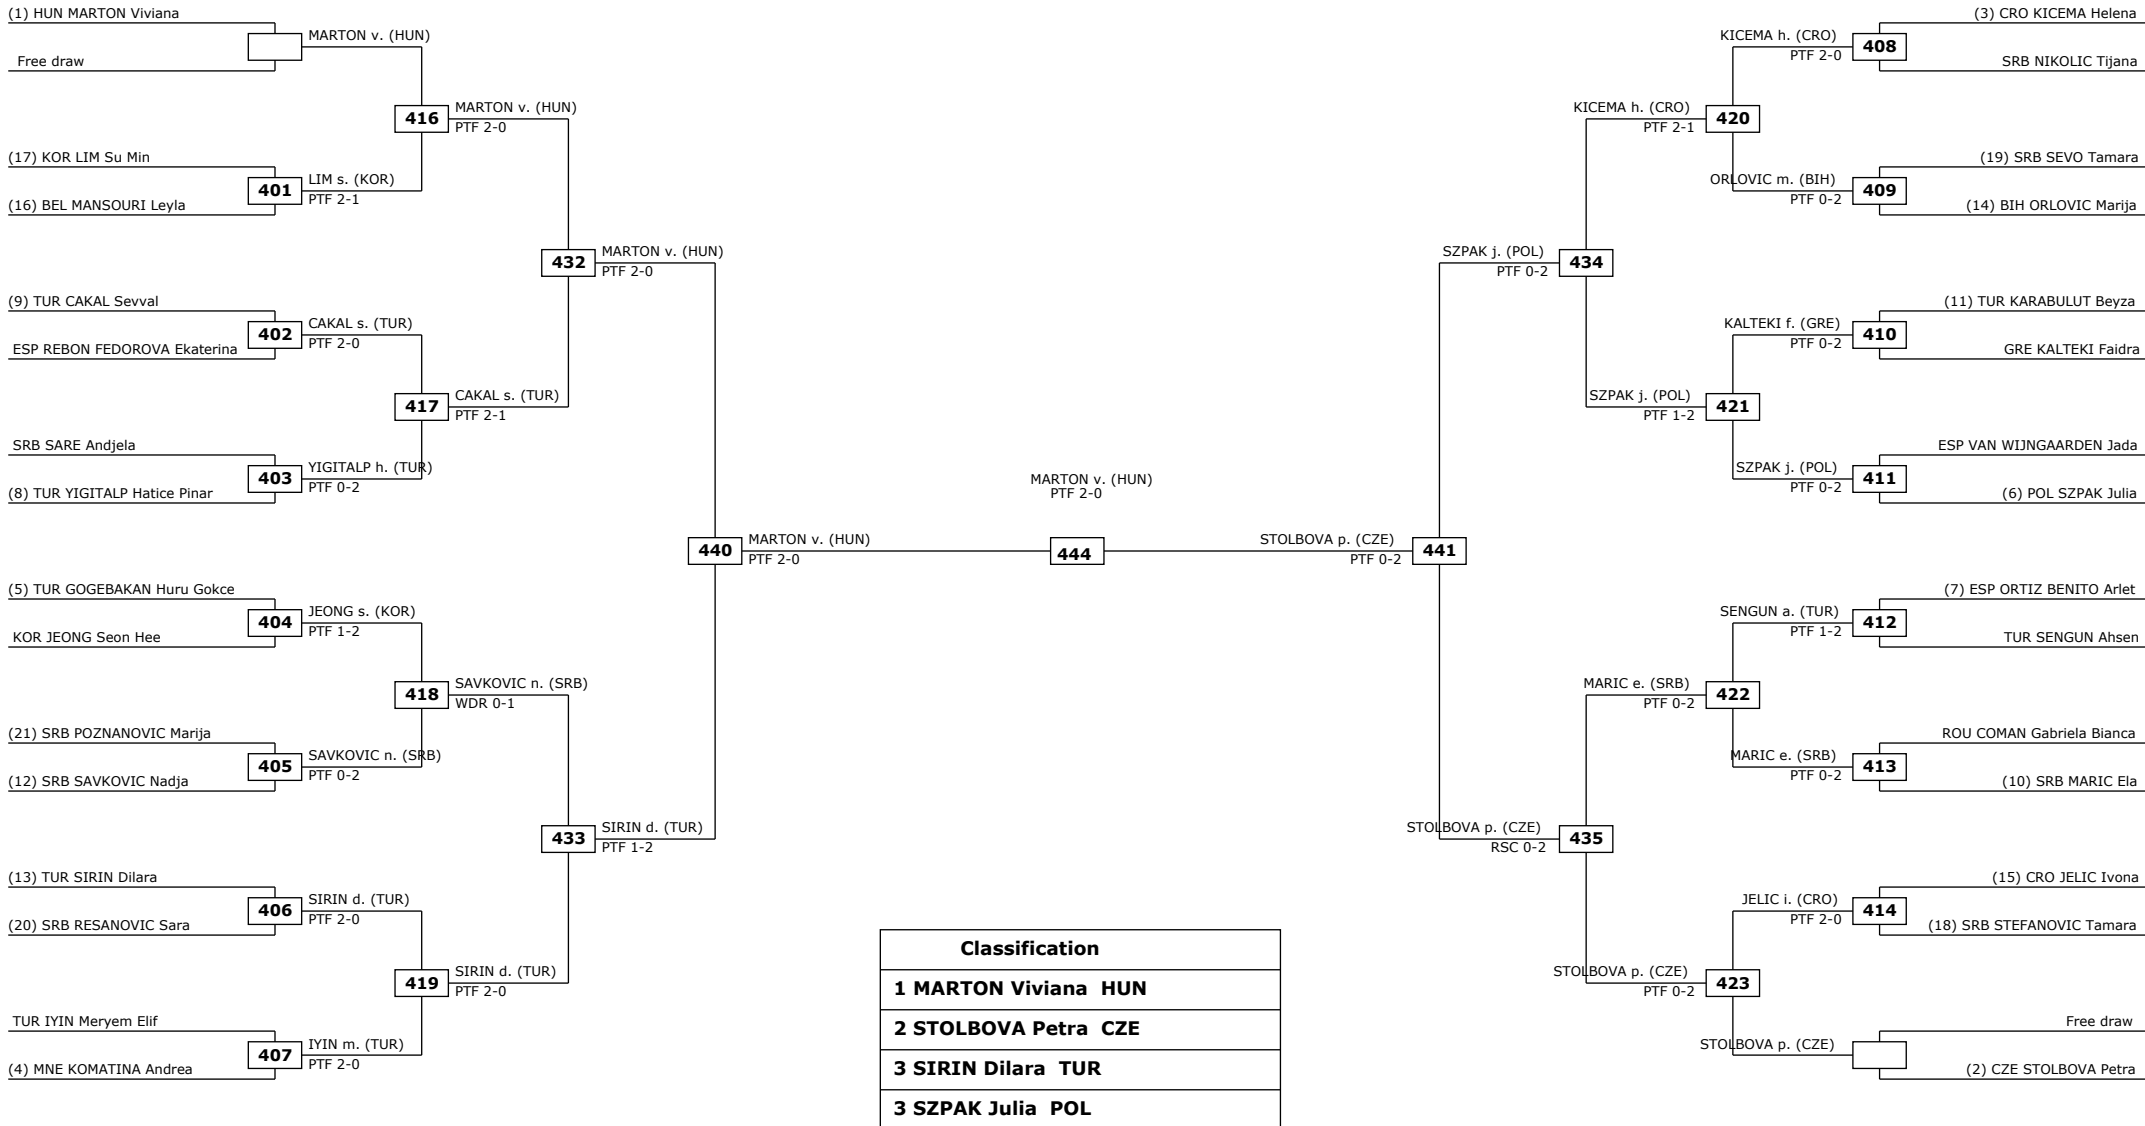 (1) HUN MARTON Viviana
Free draw
(17) KOR LIM Su Min
(16) BEL MANSOURI Leyla
(9) TUR CAKAL Sevval
ESP REBON FEDOROVA Ekaterina
SRB SARE Andjela
(8) TUR YIGITALP Hatice Pinar
(5) TUR GOGEBAKAN Huru Gokce
KOR JEONG Seon Hee
(21) SRB POZNANOVIC Marija
(12) SRB SAVKOVIC Nadja
(13) TUR SIRIN Dilara
(20) SRB RESANOVIC Sara
TUR IYIN Meryem Elif
(4) MNE KOMATINA Andrea
MARTON v. (HUN)
401
LIM s. (KOR)
PTF 2-1
402
CAKAL s. (TUR)
PTF 2-0
403
YIGITALP h. (TUR)
PTF 0-2
404
JEONG s. (KOR)
PTF 1-2
405
SAVKOVIC n. (SRB)
PTF 0-2
406
SIRIN d. (TUR)
PTF 2-0
407
IYIN m. (TUR)
PTF 2-0
416
MARTON v. (HUN)
PTF 2-0
417
CAKAL s. (TUR)
PTF 2-1
418
SAVKOVIC n. (SRB)
WDR 0-1
419
SIRIN d. (TUR)
PTF 2-0
432
MARTON v. (HUN)
PTF 2-0
433
SIRIN d. (TUR)
PTF 1-2
440
MARTON v. (HUN)
PTF 2-0
MARTON v. (HUN)
PTF 2-0
444
STOLBOVA p. (CZE)
PTF 0-2
441
SZPAK j. (POL)
PTF 0-2
434
STOLBOVA p. (CZE)
RSC 0-2
435
KICEMA h. (CRO)
PTF 2-1
420
SZPAK j. (POL)
PTF 1-2
421
MARIC e. (SRB)
PTF 0-2
422
STOLBOVA p. (CZE)
PTF 0-2
423
KICEMA h. (CRO)
PTF 2-0
408
ORLOVIC m. (BIH)
PTF 0-2
409
KALTEKI f. (GRE)
PTF 0-2
410
SZPAK j. (POL)
PTF 0-2
411
SENGUN a. (TUR)
PTF 1-2
412
MARIC e. (SRB)
PTF 0-2
413
JELIC i. (CRO)
PTF 2-0
414
STOLBOVA p. (CZE)
(3) CRO KICEMA Helena
SRB NIKOLIC Tijana
(19) SRB SEVO Tamara
(14) BIH ORLOVIC Marija
(11) TUR KARABULUT Beyza
GRE KALTEKI Faidra
ESP VAN WIJNGAARDEN Jada
(6) POL SZPAK Julia
(7) ESP ORTIZ BENITO Arlet
TUR SENGUN Ahsen
ROU COMAN Gabriela Bianca
(10) SRB MARIC Ela
(15) CRO JELIC Ivona
(18) SRB STEFANOVIC Tamara
Free draw
(2) CZE STOLBOVA Petra
Classification
1 MARTON Viviana HUN
2 STOLBOVA Petra CZE
3 SIRIN Dilara TUR
3 SZPAK Julia POL